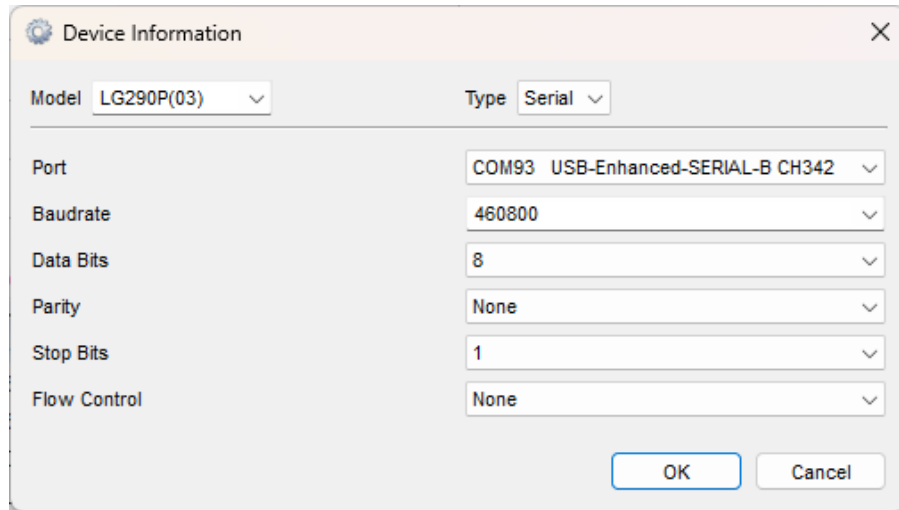 Device Information
Model LG290P(03) Type Serial
Port COM93 USB-Enhanced-SERIAL-B CH342
Baudrate 460800
Data Bits 8
Parity None
Stop Bits 1
Flow Control None
OK Cancel